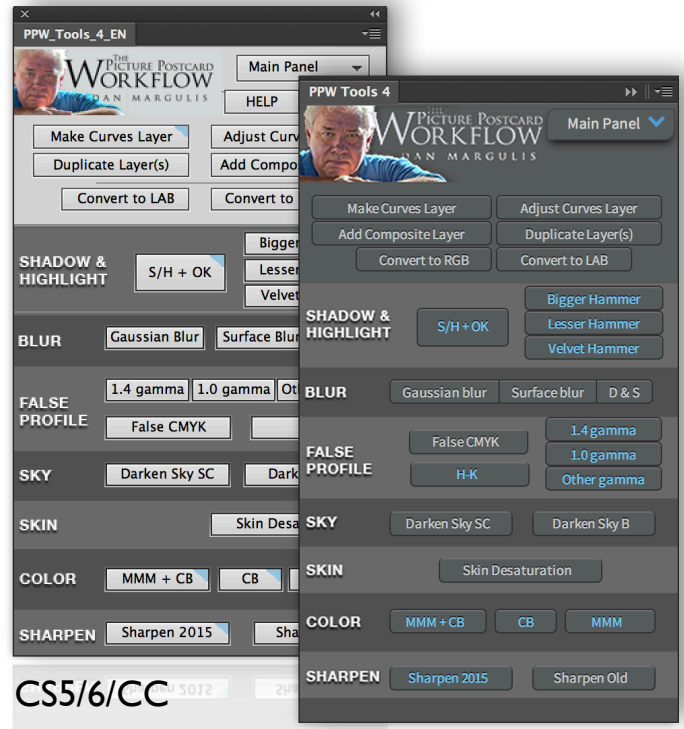 PPW_Tools_4_EN
THE
PICTURE POSTCARD
WORKFLOW
DAN MARGULIS
Main Panel
HELP
Make Curves Layer
Adjust Curv
Duplicate Layer(s)
Add Compo
Convert to LAB
Convert to
SHADOW &
HIGHLIGHT
S/H + OK
Bigger
Lesser
Velvet
BLUR
Gaussian Blur
Surface Blur
FALSE
PROFILE
1.4 gamma
1.0 gamma
Ot
False CMYK
SKY
Darken Sky SC
Dark
SKIN
Skin Desa
COLOR
MMM + CB
CB
SHARPEN
Sharpen 2015
Sha
CS5/6/CC
PPW Tools 4
THE
PICTURE POSTCARD
WORKFLOW
DAN MARGULIS
Main Panel
Make Curves Layer
Adjust Curves Layer
Add Composite Layer
Duplicate Layer(s)
Convert to RGB
Convert to LAB
SHADOW &
HIGHLIGHT
S/H + OK
Bigger Hammer
Lesser Hammer
Velvet Hammer
BLUR
Gaussian blur
Surface blur
D & S
FALSE
PROFILE
False CMYK
H-K
1.4 gamma
1.0 gamma
Other gamma
SKY
Darken Sky SC
Darken Sky B
SKIN
Skin Desaturation
COLOR
MMM + CB
CB
MMM
SHARPEN
Sharpen 2015
Sharpen Old